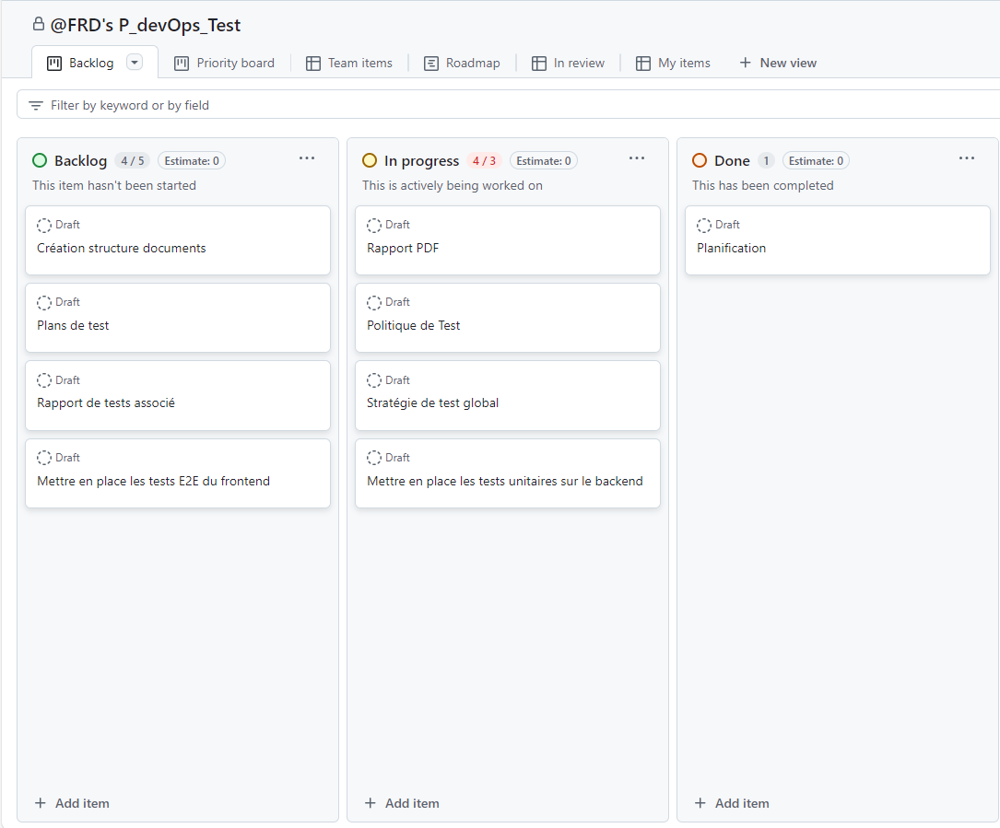 @FRD's P_devOps_Test
Backlog Priority board Team items Roadmap In review My items New view
Filter by keyword or by field
Backlog 4 / 5 Estimate: 0
This item hasn't been started
Draft
Création structure documents
Draft
Plans de test
Draft
Rapport de tests associé
Draft
Mettre en place les tests E2E du frontend
Add item
In progress 4 / 3 Estimate: 0
This is actively being worked on
Draft
Rapport PDF
Draft
Politique de Test
Draft
Stratégie de test global
Draft
Mettre en place les tests unitaires sur le backend
Add item
Done 1 Estimate: 0
This has been completed
Draft
Planification
Add item